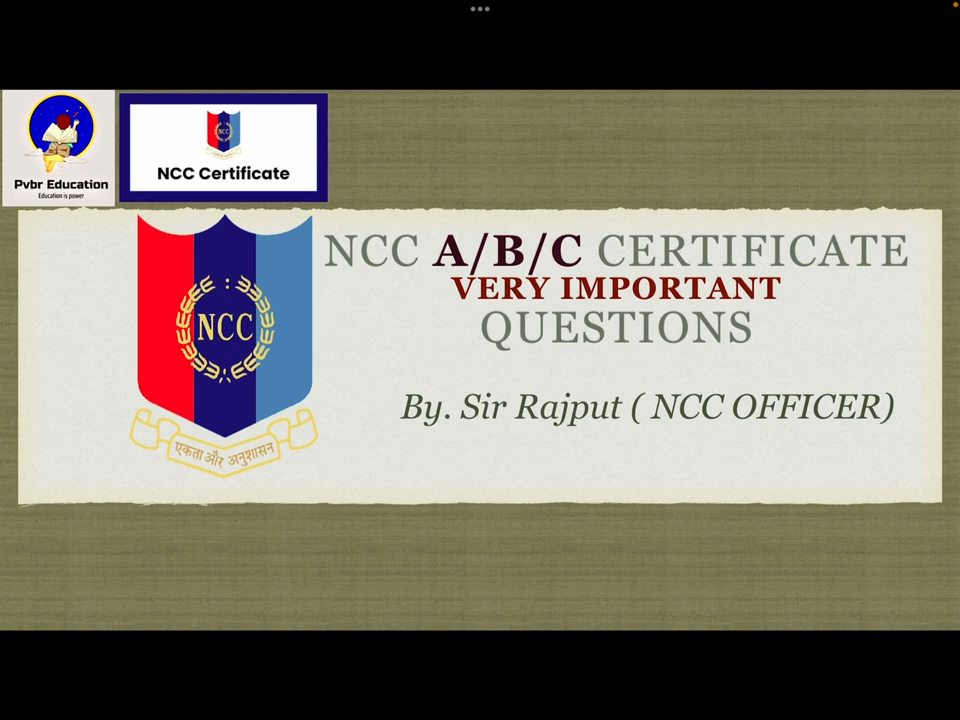 Pvbr Education
Education is power
NCC
NCC Certificate
NCC A/B/C CERTIFICATE
VERY IMPORTANT
QUESTIONS
By. Sir Rajput ( NCC OFFICER)
NCC
एकता और अनुशासन